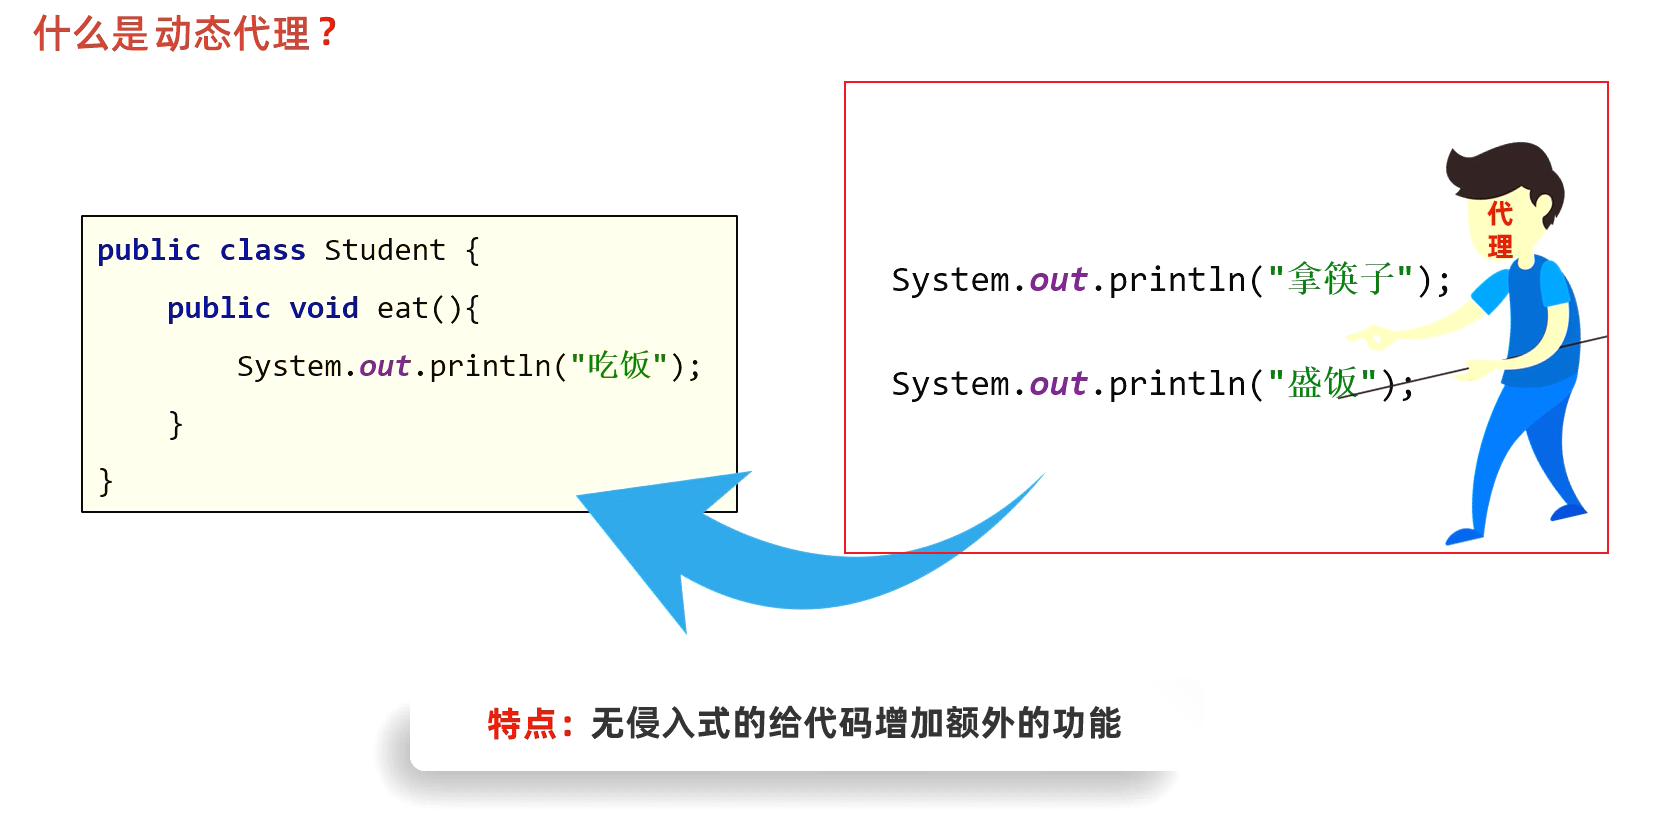 什么是动态代理？
public class Student {
public void eat(){
System.out.println("吃饭");
}
}
代
理
System.out.println("拿筷子");
System.out.println("盛饭");
特点：无侵入式的给代码增加额外的功能